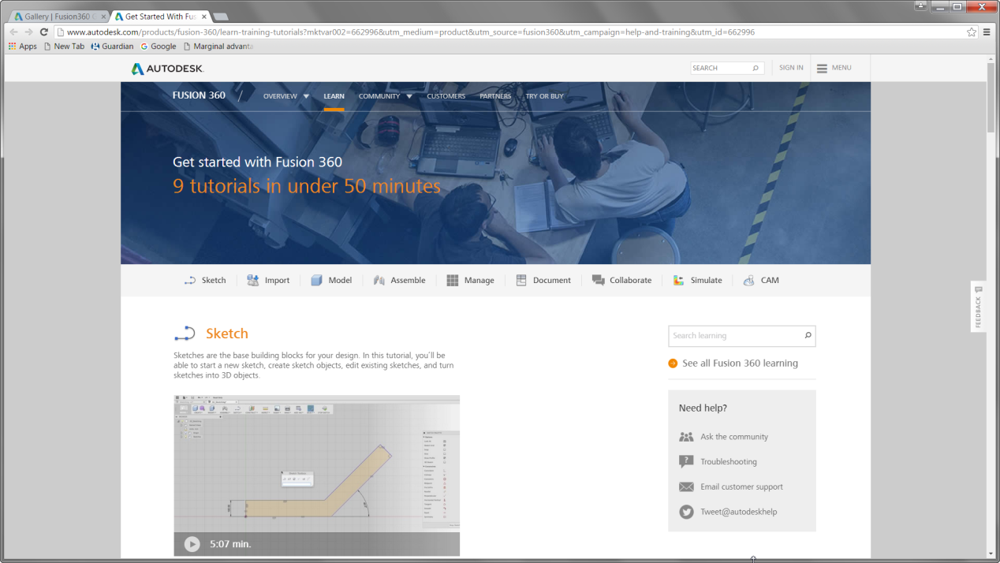 Gallery | Fusion360 G
Get Started With Fus
www.autodesk.com/products/fusion-360/learn-training-tutorials?mktvar002=662996&utm_medium=product&utm_source=fusion360&utm_campaign=help-and-training&utm_id=662996
Apps New Tab Guardian Google Marginal advanta
AUTODESK.
SEARCH SIGN IN MENU
FUSION 360 / OVERVIEW LEARN COMMUNITY CUSTOMERS PARTNERS TRY OR BUY
Get started with Fusion 360
9 tutorials in under 50 minutes
Sketch Import Model Assemble Manage Document Collaborate Simulate CAM
FEEDBACK
Sketch
Sketches are the base building blocks for your design. In this tutorial, you'll be
able to start a new sketch, create sketch objects, edit existing sketches, and turn
sketches into 3D objects.
5:07 min.
Search learning
See all Fusion 360 learning
Need help?
Ask the community
Troubleshooting
Email customer support
Tweet@autodeskhelp